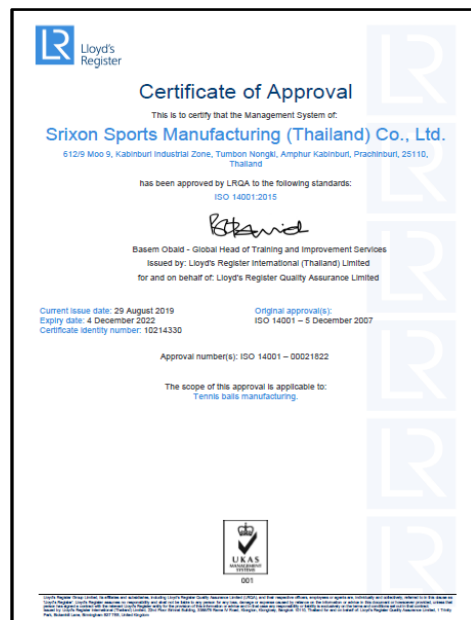 LR
Lloyd's
Register
Certificate of Approval
This is to certify that the Management System of:
Srixon Sports Manufacturing (Thailand) Co., Ltd.
612/9 Moo 9, Kabinburi Industrial Zone, Tumbon Nongki, Amphur Kabinburi, Prachinburi, 25110,
Thailand
has been approved by LRQA to the following standards:
ISO 14001:2015
Basem Obaid - Global Head of Training and Improvement Services
Issued by: Lloyd's Register International (Thailand) Limited
for and on behalf of: Lloyd's Register Quality Assurance Limited
Current issue date: 29 August 2019
Expiry date: 4 December 2022
Certificate identity number: 10214330
Original approval(s):
ISO 14001 – 5 December 2007
Approval number(s): ISO 14001 – 00021822
The scope of this approval is applicable to:
Tennis balls manufacturing.
UKAS
MANAGEMENT
SYSTEMS
001